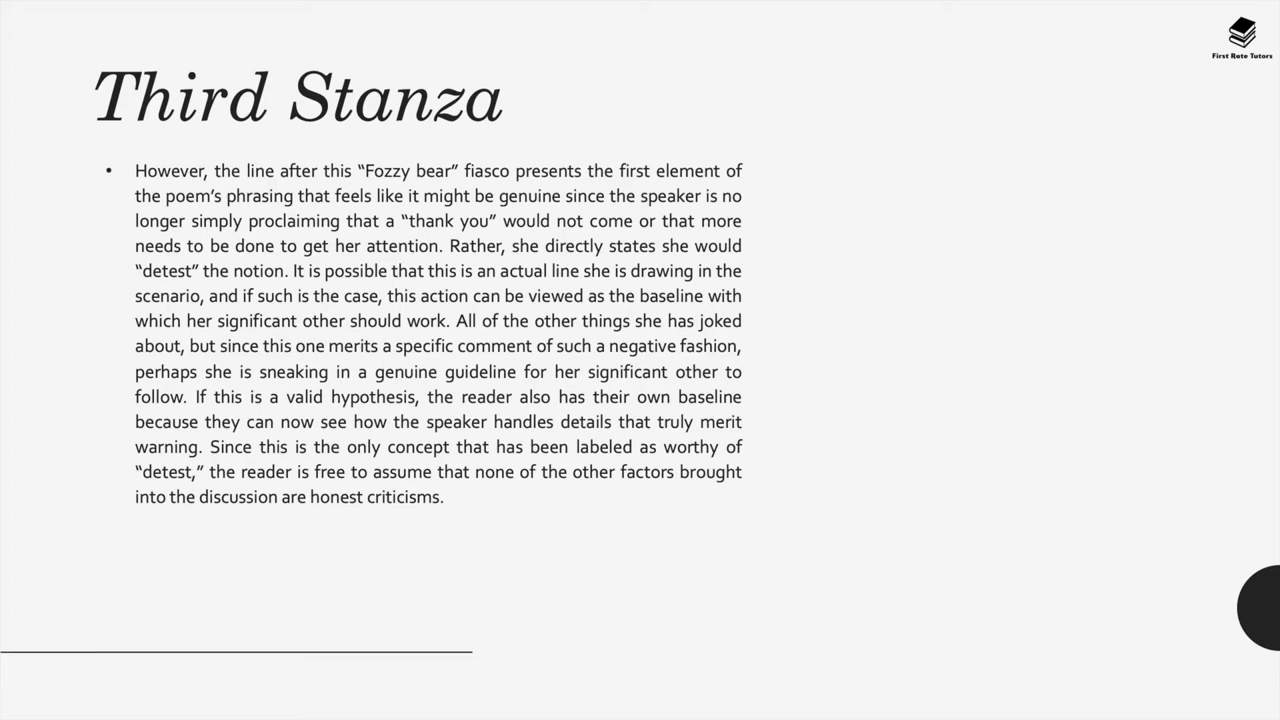 First Rate Tutors
Third Stanza
• However, the line after this “Fozzy bear” fiasco presents the first element of
the poem’s phrasing that feels like it might be genuine since the speaker is no
longer simply proclaiming that a “thank you” would not come or that more
needs to be done to get her attention. Rather, she directly states she would
“detest” the notion. It is possible that this is an actual line she is drawing in the
scenario, and if such is the case, this action can be viewed as the baseline with
which her significant other should work. All of the other things she has joked
about, but since this one merits a specific comment of such a negative fashion,
perhaps she is sneaking in a genuine guideline for her significant other to
follow. If this is a valid hypothesis, the reader also has their own baseline
because they can now see how the speaker handles details that truly merit
warning. Since this is the only concept that has been labeled as worthy of
“detest,” the reader is free to assume that none of the other factors brought
into the discussion are honest criticisms.